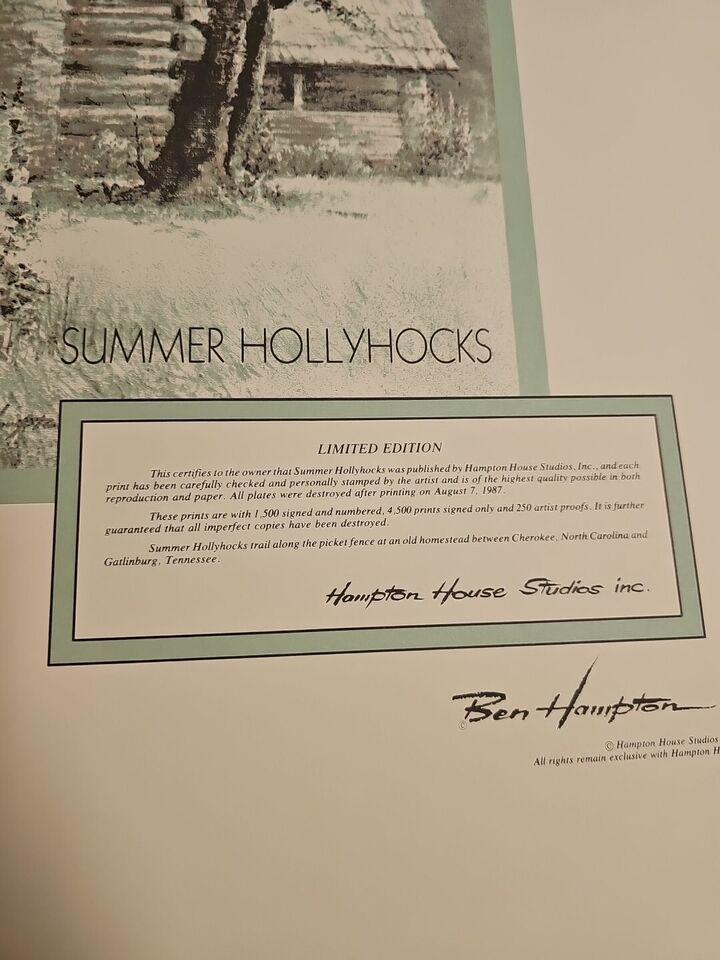 SUMMER HOLLYHOCKS
LIMITED EDITION
This certifies to the owner that Summer Hollyhocks was published by Hampton House Studios, Inc., and each
print has been carefully checked and personally stamped by the artist and is of the highest quality possible in both
reproduction and paper. All plates were destroyed after printing on August 7, 1987.
These prints are with 1,500 signed and numbered, 4,500 prints signed only and 250 artist proofs. It is further
guaranteed that all imperfect copies have been destroyed.
Summer Hollyhocks trail along the picket fence at an old homestead between Cherokee, North Carolina and
Gatlinburg, Tennessee.
Hampton House Studios inc.
© Ben Hampton
© Hampton House Studios
All rights remain exclusive with Hampton H